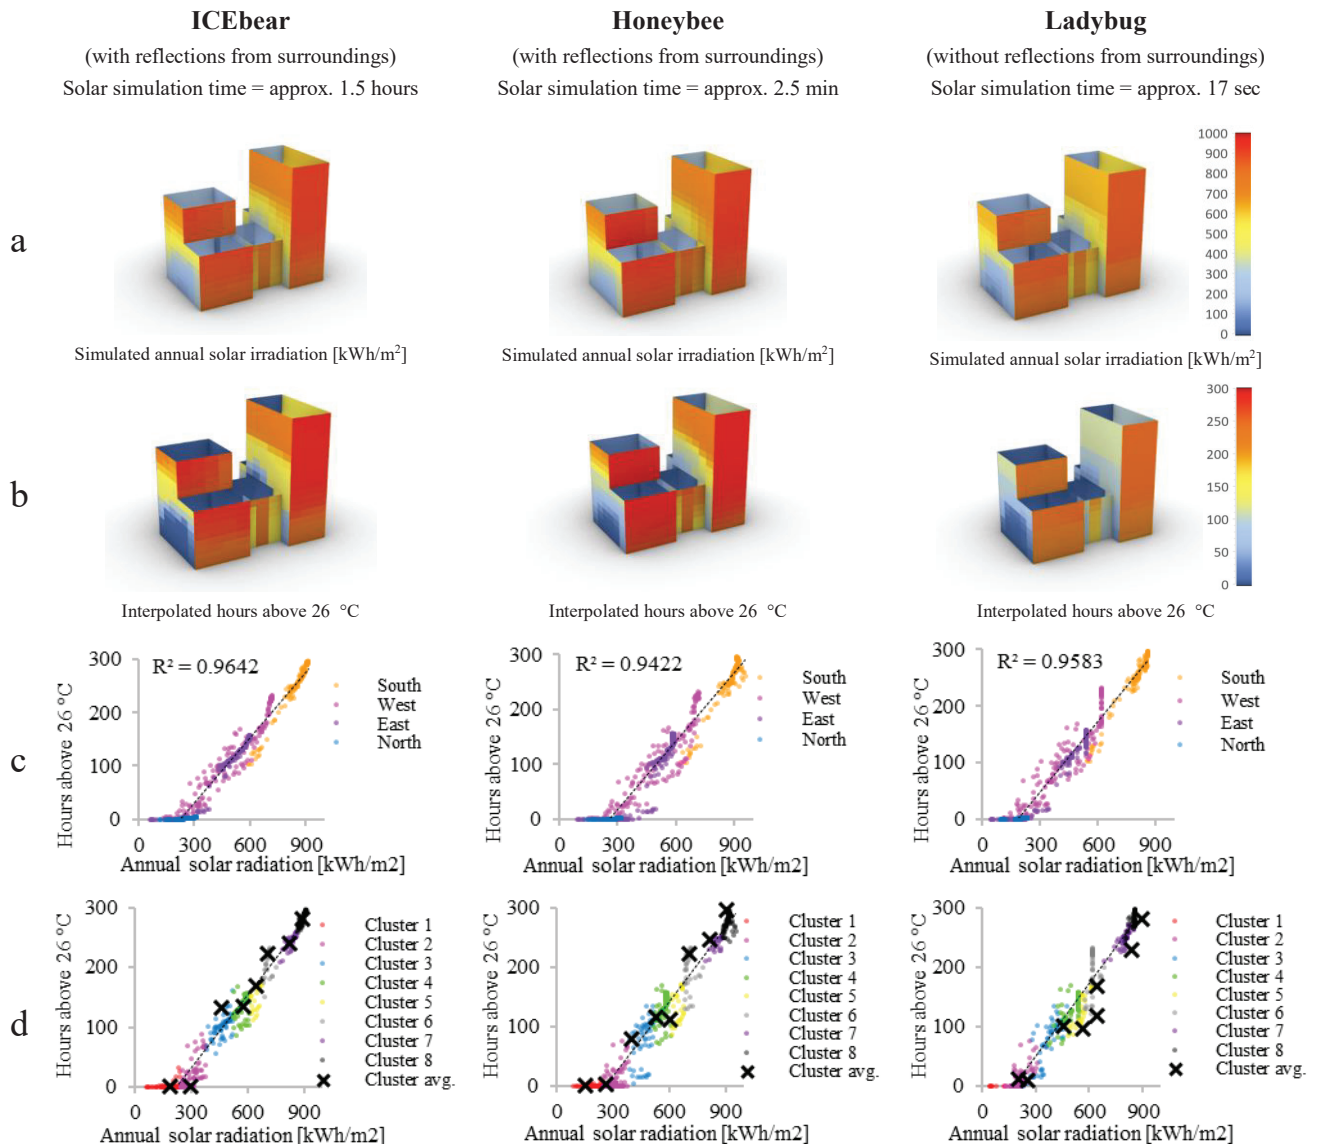 ICEbear
(with reflections from surroundings)
Solar simulation time = approx. 1.5 hours
Honeybee
(with reflections from surroundings)
Solar simulation time = approx. 2.5 min
Ladybug
(without reflections from surroundings)
Solar simulation time = approx. 17 sec
a
1000
900
800
700
600
500
400
300
200
100
0
Simulated annual solar irradiation [kWh/m²]
Simulated annual solar irradiation [kWh/m²]
Simulated annual solar irradiation [kWh/m²]
b
300
250
200
150
100
50
0
Interpolated hours above 26 °C
Interpolated hours above 26 °C
Interpolated hours above 26 °C
c
Hours above 26 °C
300
200
100
0
R² = 0.9642
South
West
East
North
0 300 600 900
Annual solar radiation [kWh/m2]
Hours above 26 °C
300
200
100
0
R² = 0.9422
South
West
East
North
0 300 600 900
Annual solar radiation [kWh/m2]
Hours above 26 °C
300
200
100
0
R² = 0.9583
South
West
East
North
0 300 600 900
Annual solar radiation [kWh/m2]
d
Hours above 26 °C
300
200
100
0
Cluster 1
Cluster 2
Cluster 3
Cluster 4
Cluster 5
Cluster 6
Cluster 7
Cluster 8
Cluster avg.
0 300 600 900
Annual solar radiation [kWh/m2]
Hours above 26 °C
300
200
100
0
Cluster 1
Cluster 2
Cluster 3
Cluster 4
Cluster 5
Cluster 6
Cluster 7
Cluster 8
Cluster avg.
0 300 600 900
Annual solar radiation [kWh/m2]
Hours above 26 °C
300
200
100
0
Cluster 1
Cluster 2
Cluster 3
Cluster 4
Cluster 5
Cluster 6
Cluster 7
Cluster 8
Cluster avg.
0 300 600 900
Annual solar radiation [kWh/m2]